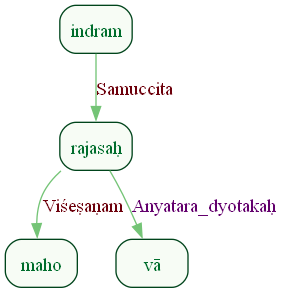 indram
Samuccita
rajasaḥ
Viśeṣaṇam Anyatara_dyotakaḥ
maho vā